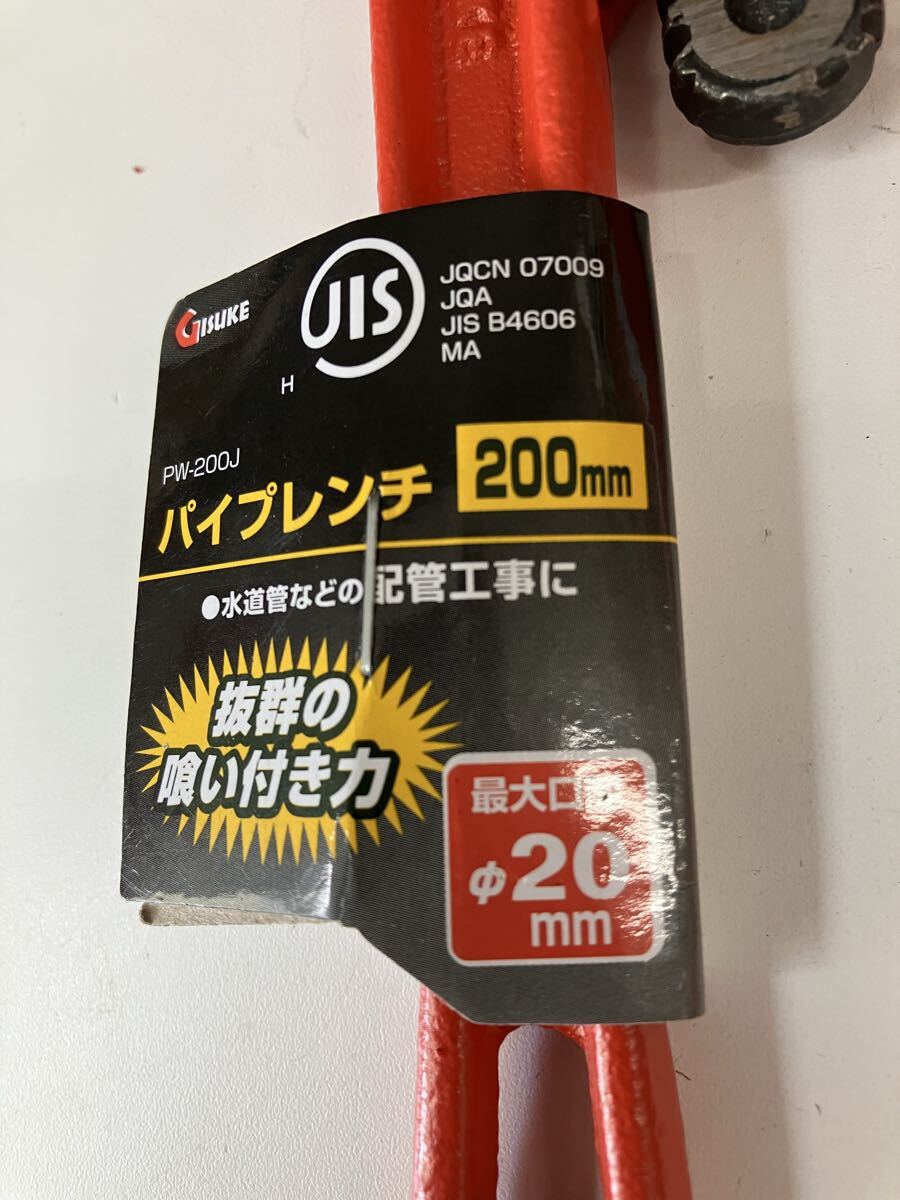 GISUKE
JIS
JQCN 07009
JQA
JIS B4606
MA
H
PW-200J
パイプレンチ
200mm
●水道管などの配管工事に
抜群の
喰い付き力
最大口
φ20
mm